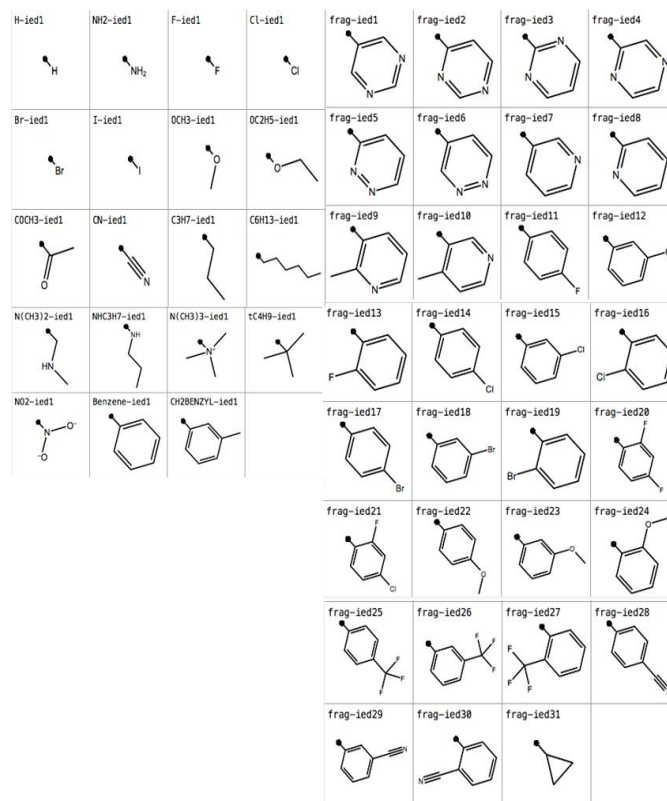 H-ied1 NH2-ied1 F-ied1 Cl-ied1
H NH₂ F Cl
Br-ied1 I-ied1 OCH3-ied1 OC2H5-ied1
Br I O O
COCH3-ied1 CN-ied1 C3H7-ied1 C6H13-ied1
O N
N(CH3)2-ied1 NHC3H7-ied1 N(CH3)3-ied1 tC4H9-ied1
HN NH N⁺
NO2-ied1 Benzene-ied1 CH2BENZYL-ied1
N O⁻
⁻O
frag-ied1 frag-ied2 frag-ied3 frag-ied4
N N N N N N N N
frag-ied5 frag-ied6 frag-ied7 frag-ied8
N N N N N N
frag-ied9 frag-ied10 frag-ied11 frag-ied12
N N F
frag-ied13 frag-ied14 frag-ied15 frag-ied16
F Cl Cl Cl
frag-ied17 frag-ied18 frag-ied19 frag-ied20
Br Br Br F F
frag-ied21 frag-ied22 frag-ied23 frag-ied24
F Cl O O O
frag-ied25 frag-ied26 frag-ied27 frag-ied28
F F F F F F F F F
frag-ied29 frag-ied30 frag-ied31
N N